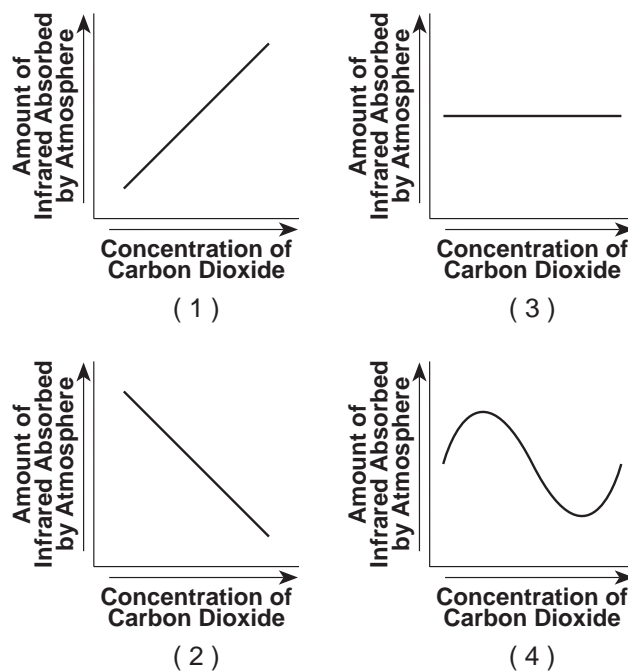 Amount of
Infrared Absorbed
by Atmosphere
Concentration of
Carbon Dioxide
( 1 )
Amount of
Infrared Absorbed
by Atmosphere
Concentration of
Carbon Dioxide
( 3 )
Amount of
Infrared Absorbed
by Atmosphere
Concentration of
Carbon Dioxide
( 2 )
Amount of
Infrared Absorbed
by Atmosphere
Concentration of
Carbon Dioxide
( 4 )